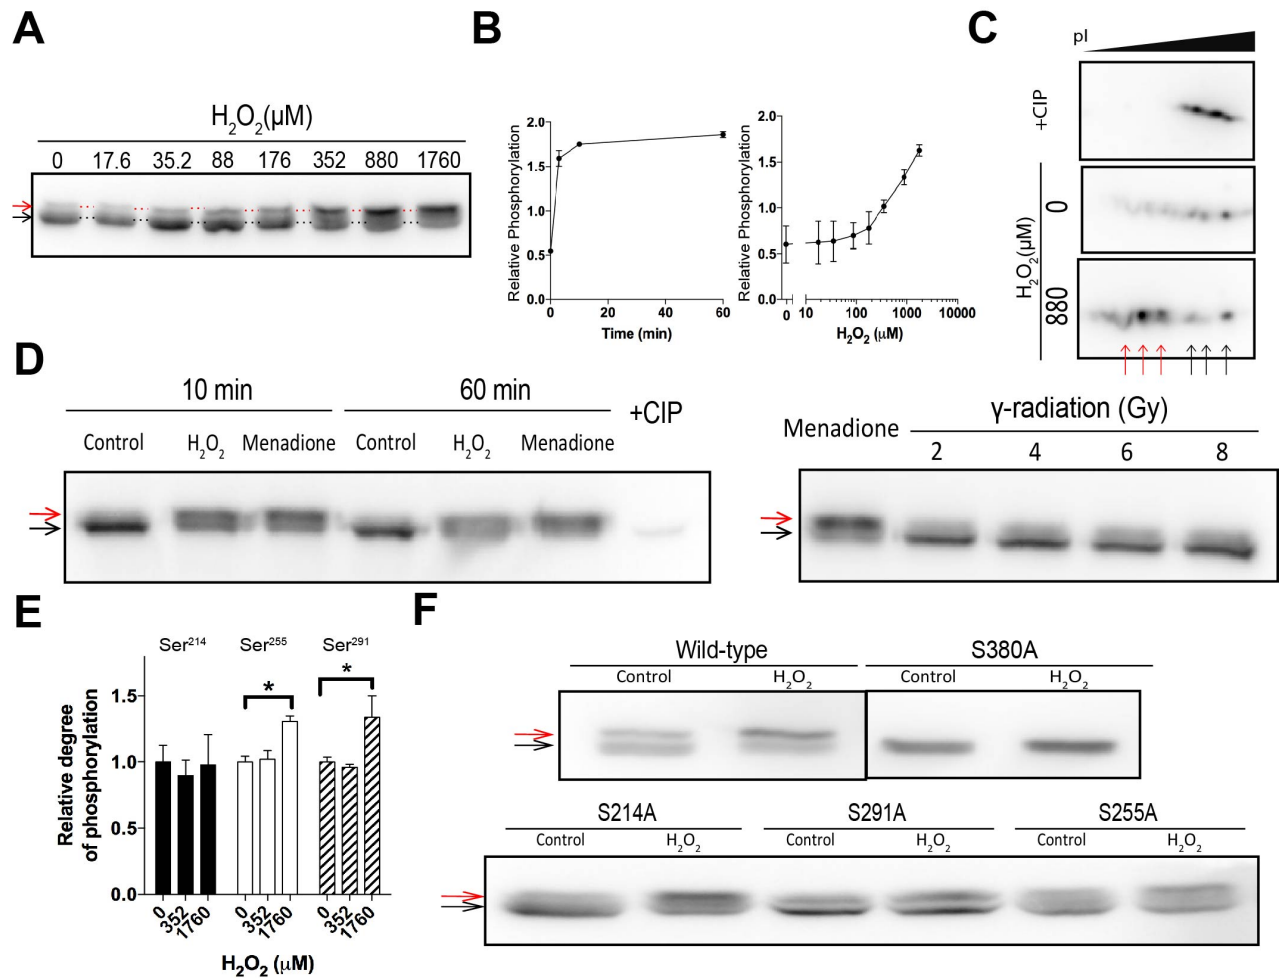 A
H₂O₂(µM)
0 17.6 35.2 88 176 352 880 1760
B
Relative Phosphorylation
2.0
1.5
1.0
0.5
0.0
0 20 40 60
Time (min)
Relative Phosphorylation
2.0
1.5
1.0
0.5
0.0
0 10 100 1000 10000
H₂O₂ (µM)
C
pI
+CIP
H₂O₂(µM)
0
880
D
10 min 60 min +CIP
Control H₂O₂ Menadione Control H₂O₂ Menadione
Menadione γ-radiation (Gy)
2 4 6 8
E
Ser²¹⁴ Ser²⁵⁵ Ser²⁹¹
* *
Relative degree
of phosphorylation
1.5
1.0
0.5
0.0
0 352 1760 0 352 1760 0 352 1760
H₂O₂ (µM)
F
Wild-type S380A
Control H₂O₂ Control H₂O₂
S214A S291A S255A
Control H₂O₂ Control H₂O₂ Control H₂O₂